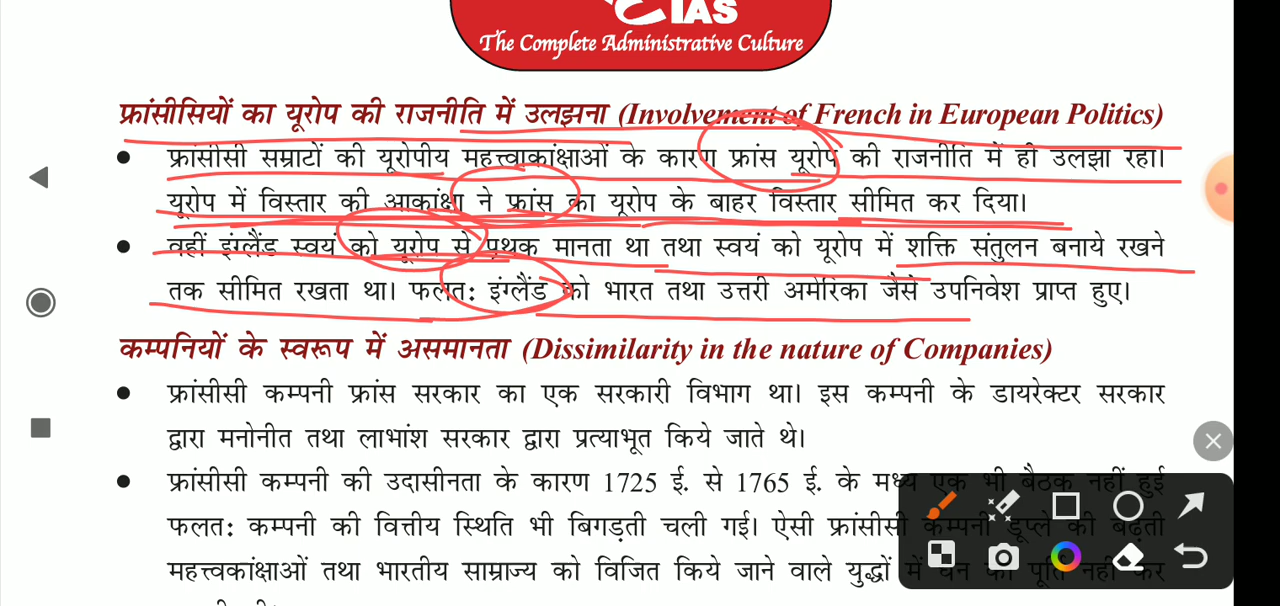 IAS
The Complete Administrative Culture
फ्रांसीसियों का यूरोप की राजनीति में उलझना (Involvement of French in European Politics)
● फ्रांसीसी सम्राटों की यूरोपीय महत्त्वाकांक्षाओं के कारण फ्रांस यूरोप की राजनीति में ही उलझा रहा।
यूरोप में विस्तार की आकांक्षा ने फ्रांस का यूरोप के बाहर विस्तार सीमित कर दिया।
● वहीं इंग्लैंड स्वयं को यूरोप से पृथक मानता था तथा स्वयं को यूरोप में शक्ति संतुलन बनाये रखने
तक सीमित रखता था। फलतः इंग्लैंड को भारत तथा उत्तरी अमेरिका जैसे उपनिवेश प्राप्त हुए।
कम्पनियों के स्वरूप में असमानता (Dissimilarity in the nature of Companies)
● फ्रांसीसी कम्पनी फ्रांस सरकार का एक सरकारी विभाग था। इस कम्पनी के डायरेक्टर सरकार
द्वारा मनोनीत तथा लाभांश सरकार द्वारा प्रत्याभूत किये जाते थे।
● फ्रांसीसी कम्पनी की उदासीनता के कारण 1725 ई. से 1765 ई. के मध्य एक भी बैठक नहीं हुई
फलतः कम्पनी की वित्तीय स्थिति भी बिगड़ती चली गई। ऐसी फ्रांसीसी कम्पनी डूप्ले की बढ़ती
महत्त्वकांक्षाओं तथा भारतीय साम्राज्य को विजित किये जाने वाले युद्धों में धन की पूर्ति नहीं कर